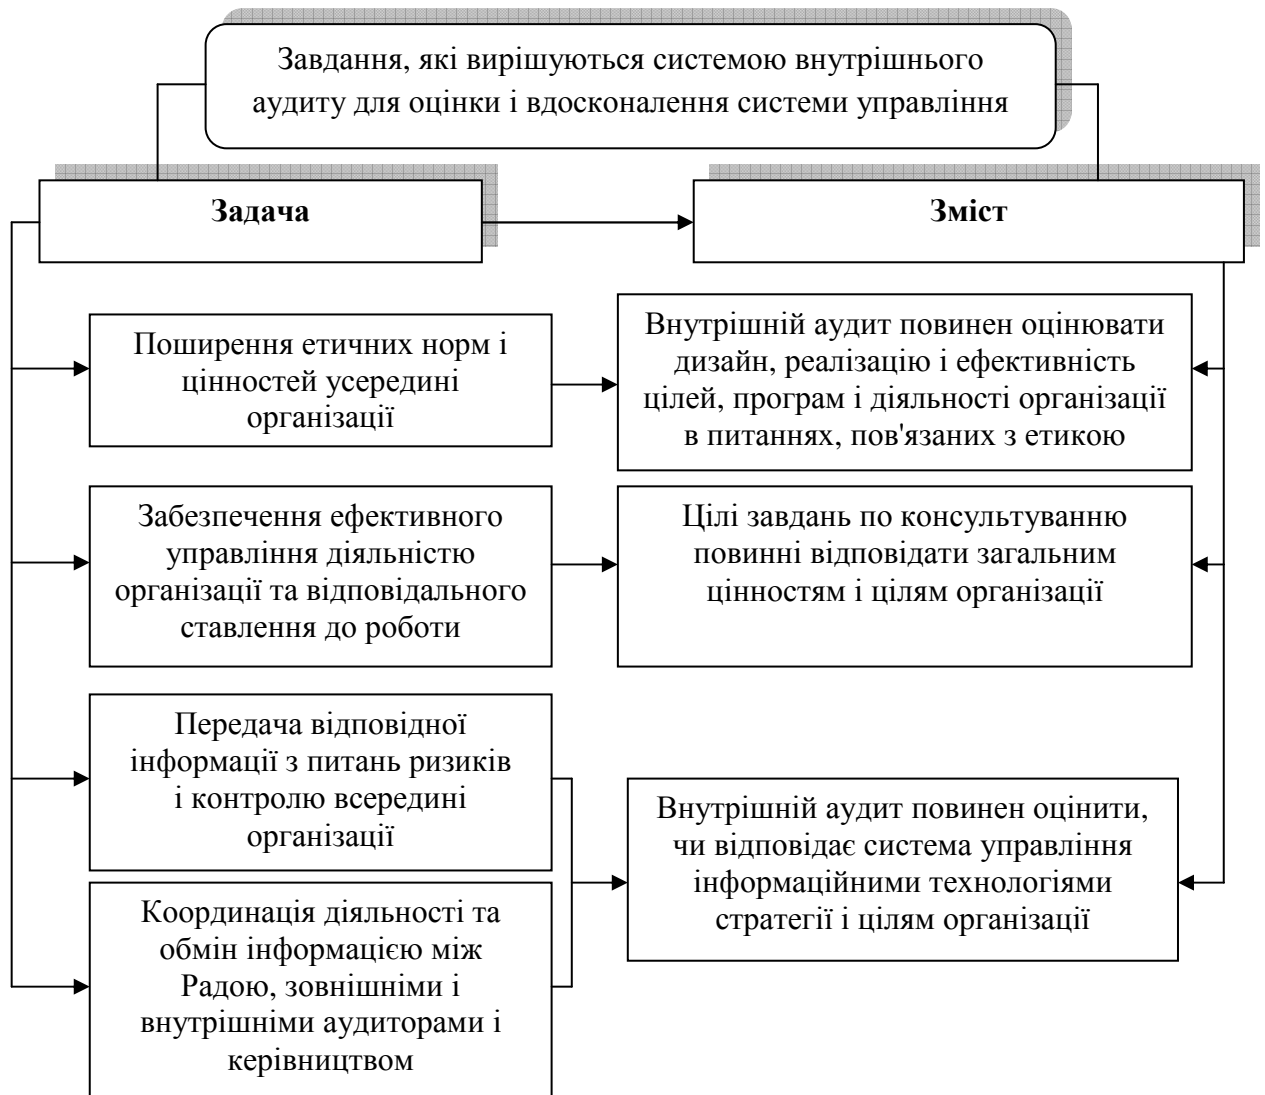 Завдання, які вирішуються системою внутрішнього
аудиту для оцінки і вдосконалення системи управління
Задача
Зміст
Поширення етичних норм і
цінностей усередині
організації
Внутрішній аудит повинен оцінювати
дизайн, реалізацію і ефективність
цілей, програм і діяльності організації
в питаннях, пов'язаних з етикою
Забезпечення ефективного
управління діяльністю
організації та відповідального
ставлення до роботи
Цілі завдань по консультуванню
повинні відповідати загальним
цінностям і цілям організації
Передача відповідної
інформації з питань ризиків
і контролю всередині
організації
Внутрішній аудит повинен оцінити,
чи відповідає система управління
інформаційними технологіями
стратегії і цілям організації
Координація діяльності та
обмін інформацією між
Радою, зовнішніми і
внутрішніми аудиторами і
керівництвом